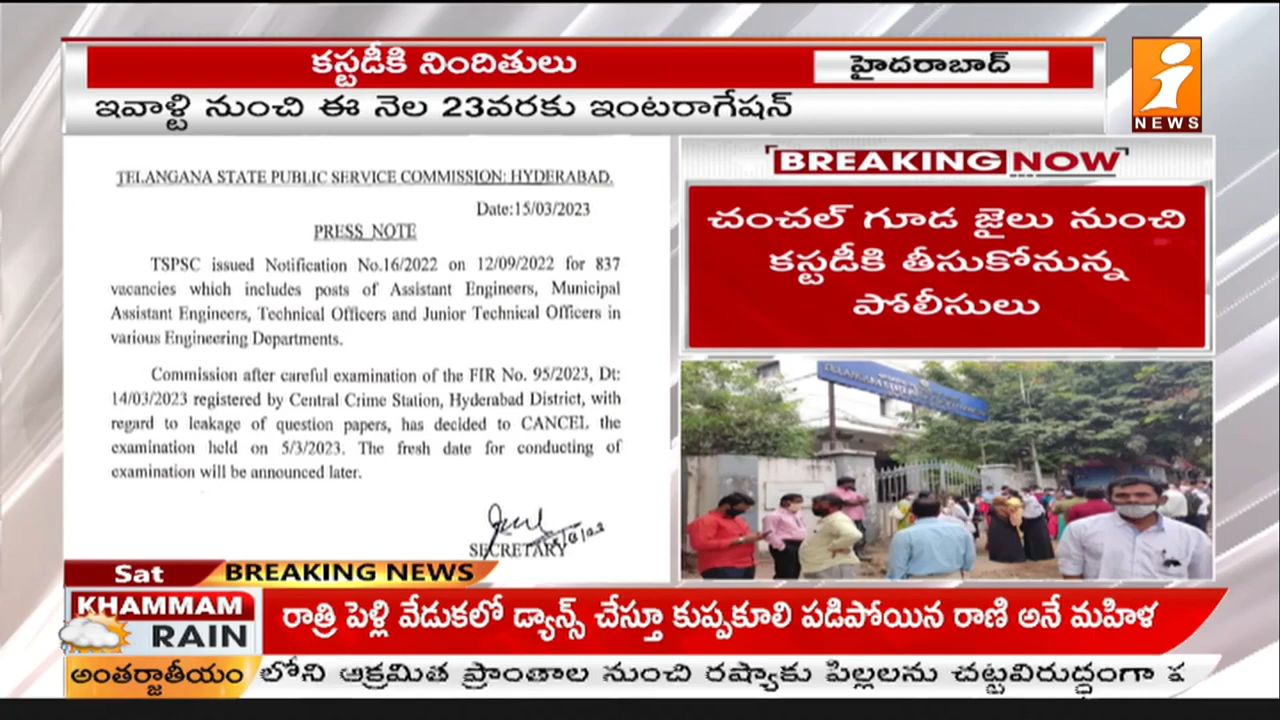 కస్టడీకి నిందితులు
హైదరాబాద్
ఇవాళ్టి నుంచి ఈ నెల 23వరకు ఇంటరాగేషన్
i
NEWS
TELANGANA STATE PUBLIC SERVICE COMMISSION: HYDERABAD.
Date:15/03/2023
PRESS NOTE
TSPSC issued Notification No.16/2022 on 12/09/2022 for 837
vacancies which includes posts of Assistant Engineers, Municipal
Assistant Engineers, Technical Officers and Junior Technical Officers in
various Engineering Departments.
Commission after careful examination of the FIR No. 95/2023, Dt:
14/03/2023 registered by Central Crime Station, Hyderabad District, with
regard to leakage of question papers, has decided to CANCEL the
examination held on 5/3/2023. The fresh date for conducting of
examination will be announced later.
SECRETARY
BREAKING NOW
చంచల్ గూడ జైలు నుంచి
కస్టడీకి తీసుకోనున్న
పోలీసులు
Sat
BREAKING NEWS
KHAMMAM
RAIN
రాత్రి పెళ్లి వేడుకలో డ్యాన్స్ చేస్తూ కుప్పకూలి పడిపోయిన రాణి అనే మహిళ
అంతర్జాతీయం
లోని ఆక్రమిత ప్రాంతాల నుంచి రష్యాకు పిల్లలను చట్టవిరుద్ధంగా